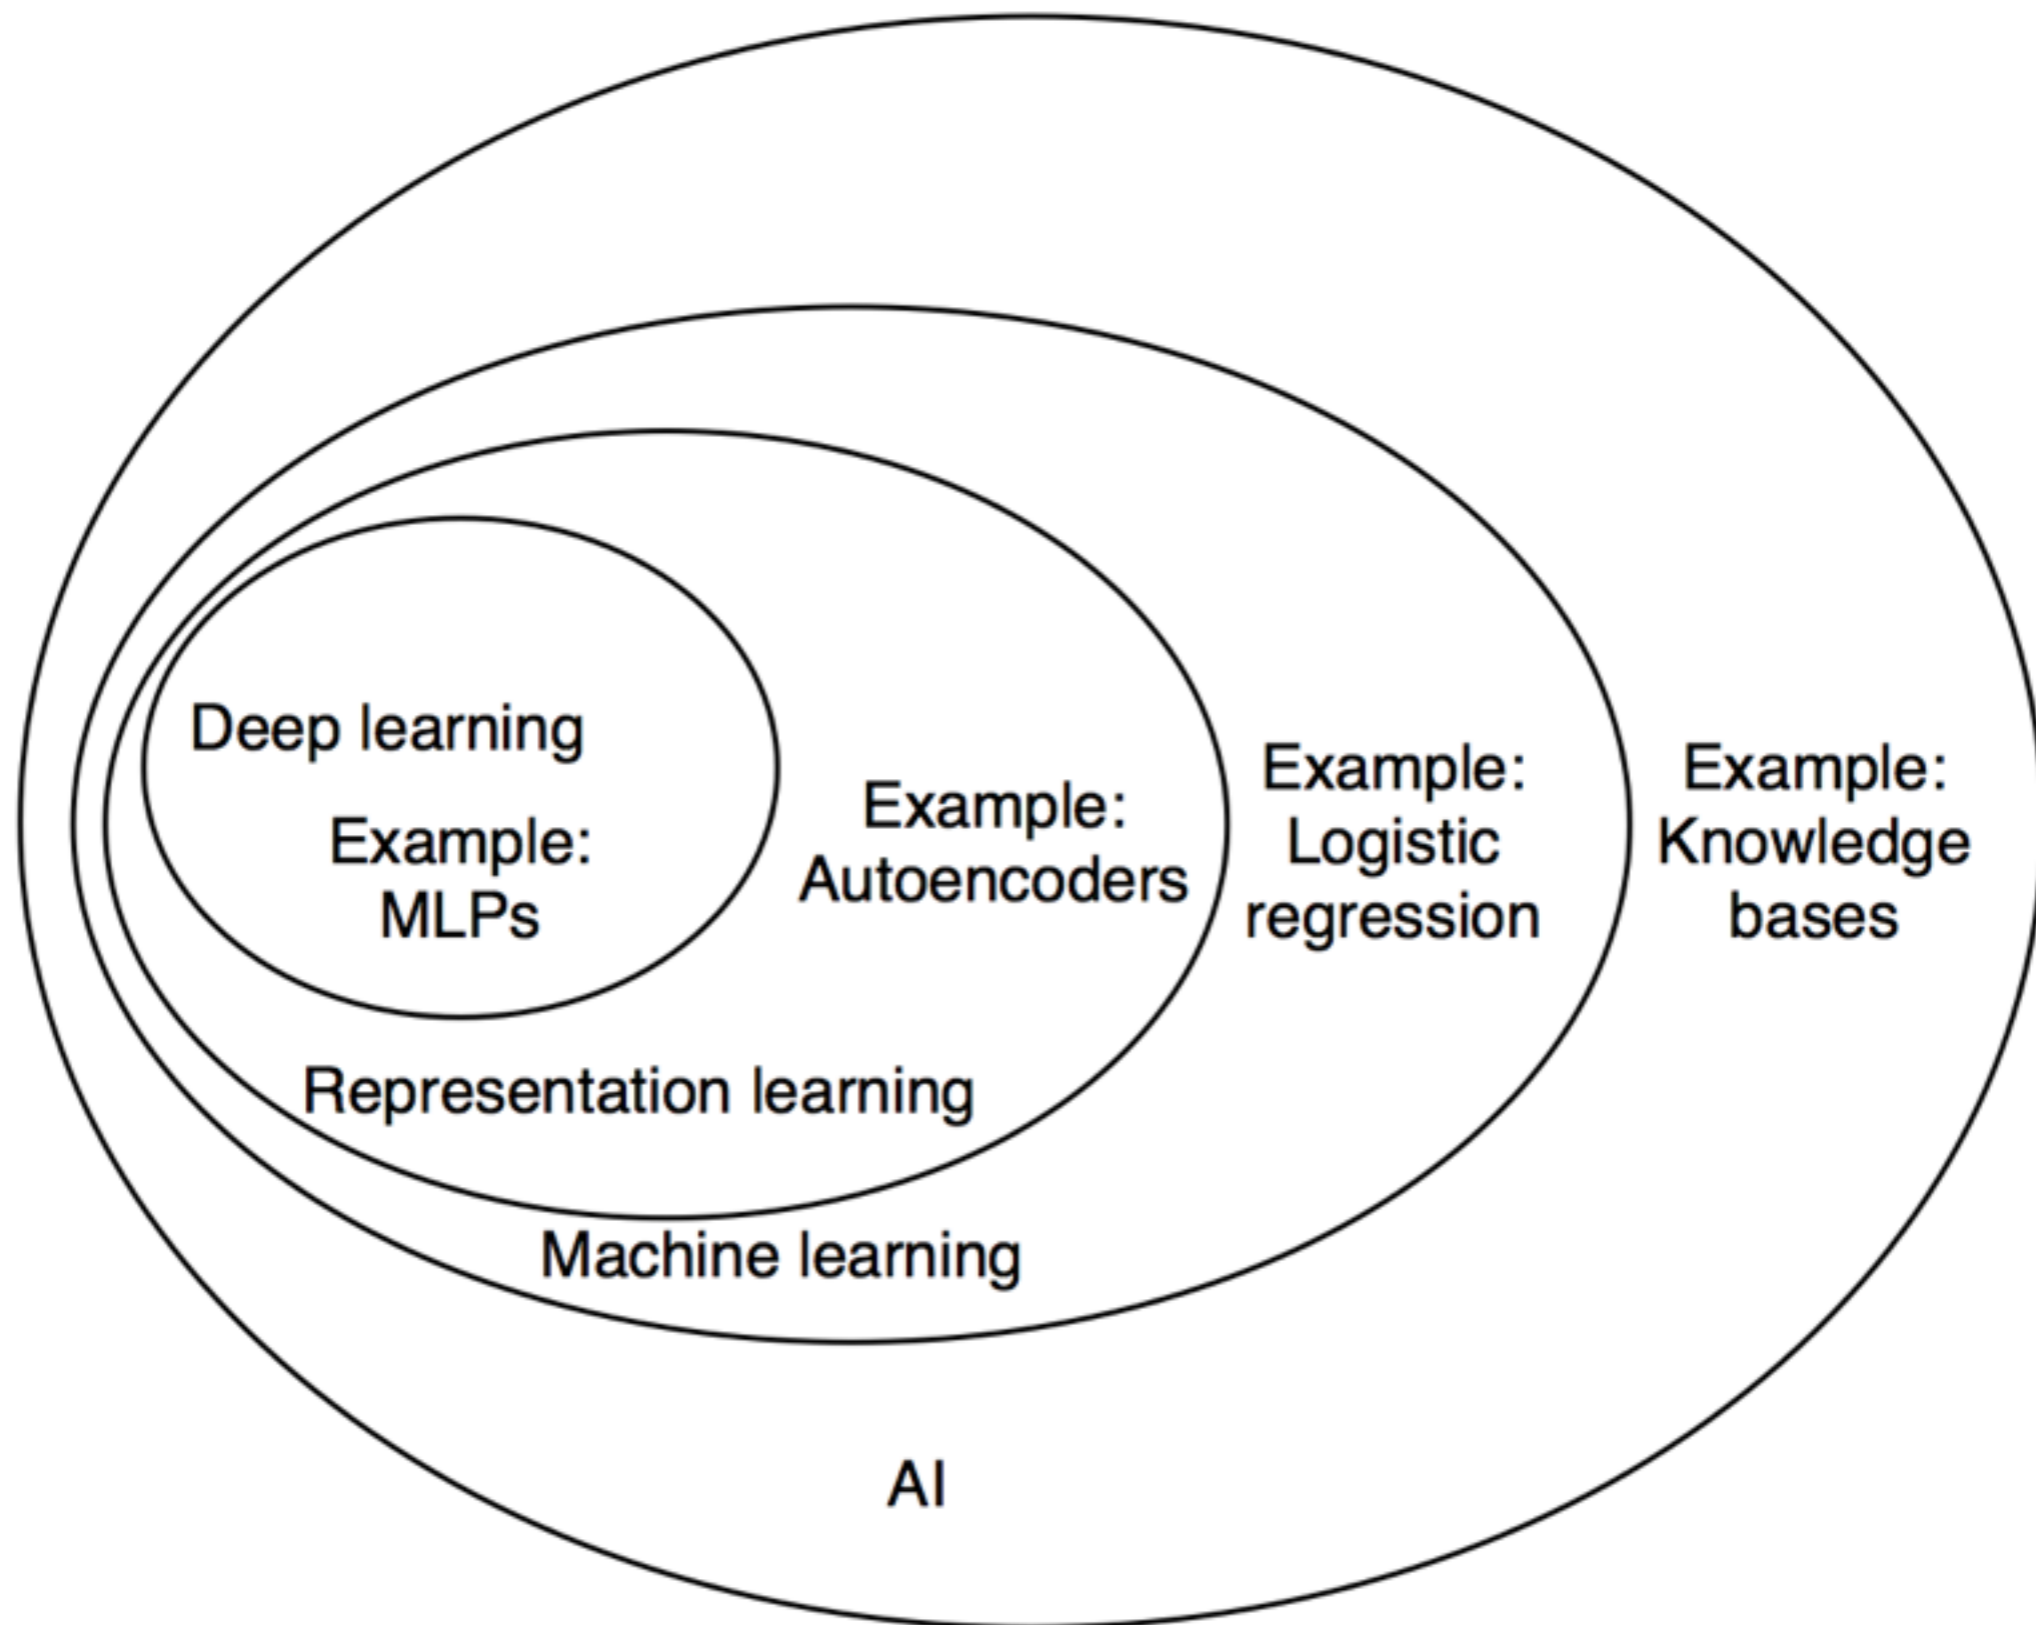 Deep learning
Example:
MLPs
Example:
Autoencoders
Example:
Logistic
regression
Example:
Knowledge
bases
Representation learning
Machine learning
AI